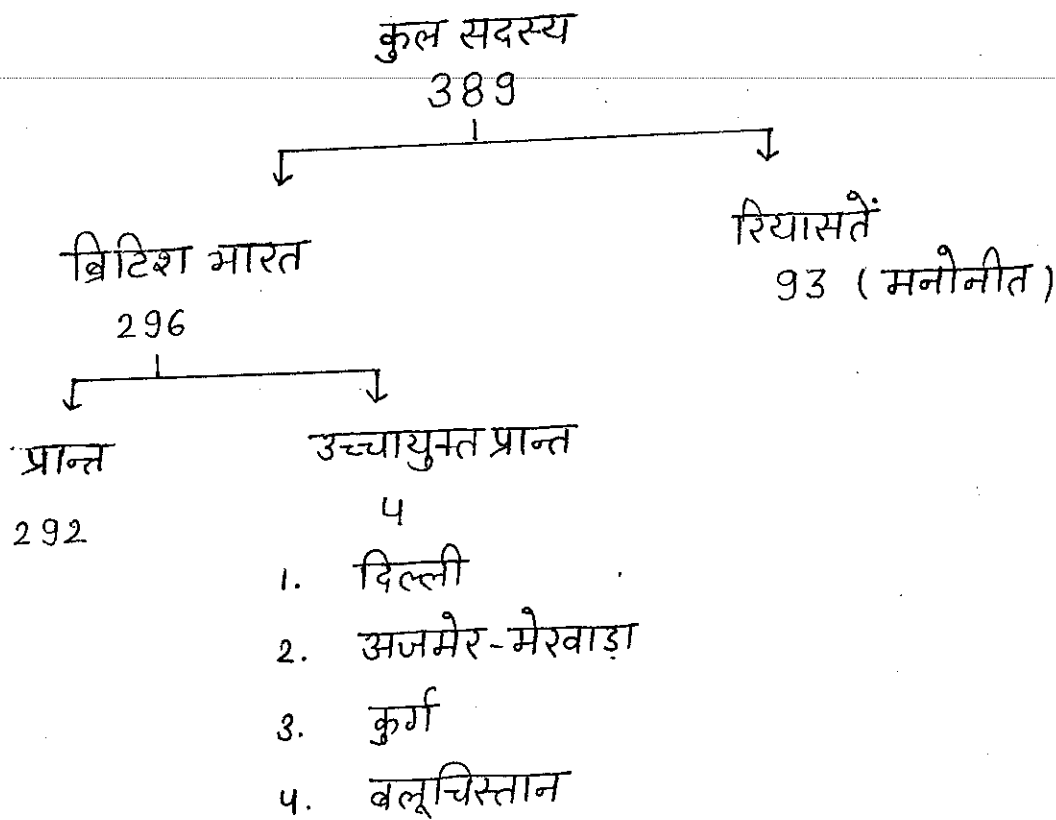 कुल सदस्य
389
ब्रिटिश भारत
296
रियासतें
93 (मनोनीत)
प्रान्त
292
उच्चायुक्त प्रान्त
4
1. दिल्ली
2. अजमेर-मेरवाड़ा
3. कुर्ग
4. बलूचिस्तान